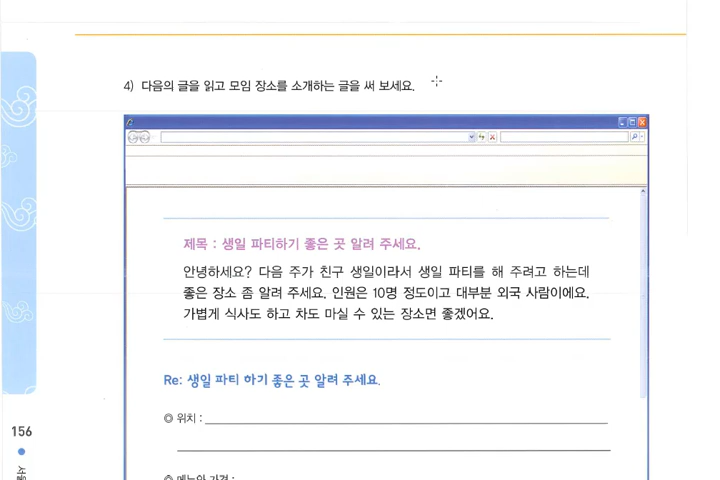 4) 다음의 글을 읽고 모임 장소를 소개하는 글을 써 보세요.
제목 : 생일 파티하기 좋은 곳 알려 주세요.
안녕하세요? 다음 주가 친구 생일이라서 생일 파티를 해 주려고 하는데
좋은 장소 좀 알려 주세요. 인원은 10명 정도이고 대부분 외국 사람이에요.
가볍게 식사도 하고 차도 마실 수 있는 장소면 좋겠어요.
Re: 생일 파티 하기 좋은 곳 알려 주세요.
◎ 위치 :
156
◎ 메뉴와 가격 :